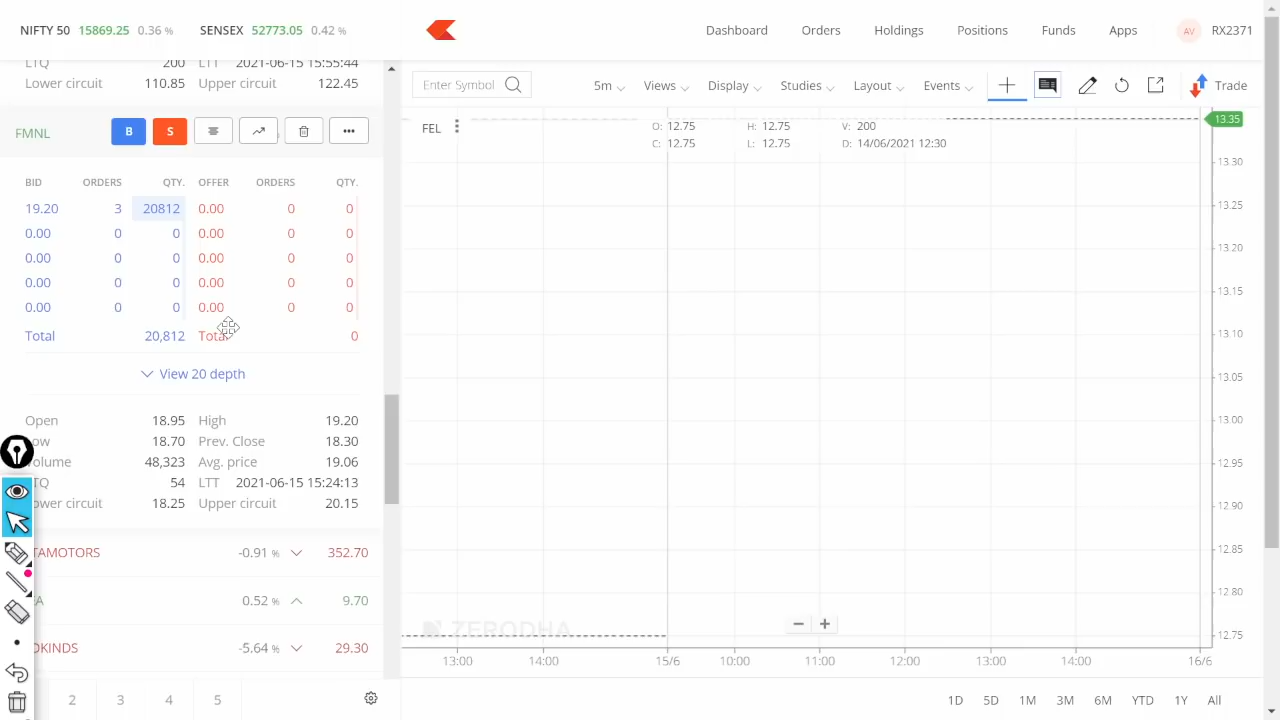 NIFTY 50 15869.25 0.36 % SENSEX 52773.05 0.42 % Dashboard Orders Holdings Positions Funds Apps AV RX2371
LTQ 200 LTT 2021-06-15 15:55:44
Lower circuit 110.85 Upper circuit 122.45
Enter Symbol 5m Views Display Studies Layout Events Trade
FMNL B S
FEL O: 12.75 H: 12.75 V: 200
C: 12.75 L: 12.75 D: 14/06/2021 12:30
BID ORDERS QTY. OFFER ORDERS QTY.
19.20 3 20812 0.00 0 0
0.00 0 0 0.00 0 0
0.00 0 0 0.00 0 0
0.00 0 0 0.00 0 0
0.00 0 0 0.00 0 0
Total 20,812 Total 0
View 20 depth
Open 18.95 High 19.20
ow 18.70 Prev. Close 18.30
olume 48,323 Avg. price 19.06
TQ 54 LTT 2021-06-15 15:24:13
ower circuit 18.25 Upper circuit 20.15
TAMOTORS -0.91 % 352.70
EA 0.52 % 9.70
OKINDS -5.64 % 29.30
2 3 4 5
13.35
13.30
13.25
13.20
13.15
13.10
13.05
13.00
12.95
12.90
12.85
12.80
12.75
ZERODHA
13:00 14:00 15/6 10:00 11:00 12:00 13:00 14:00 16/6
1D 5D 1M 3M 6M YTD 1Y All